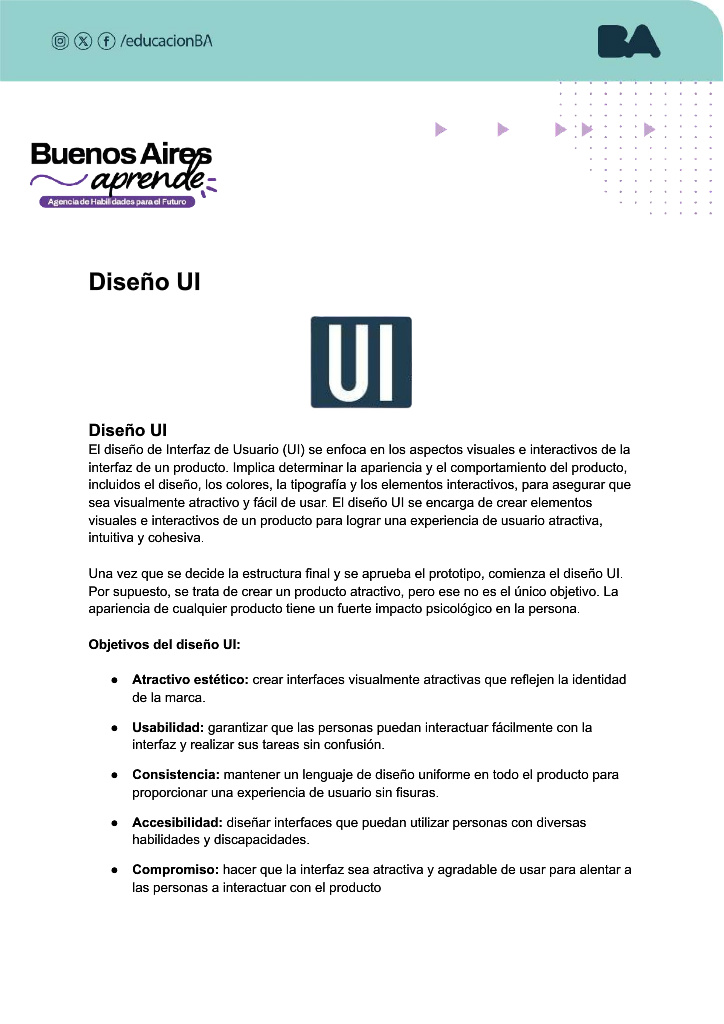 /educacionBA
BA
Buenos Aires
aprende
Agencia de Habilidades para el Futuro
Diseño UI
UI
Diseño UI
El diseño de Interfaz de Usuario (UI) se enfoca en los aspectos visuales e interactivos de la
interfaz de un producto. Implica determinar la apariencia y el comportamiento del producto,
incluidos el diseño, los colores, la tipografía y los elementos interactivos, para asegurar que
sea visualmente atractivo y fácil de usar. El diseño UI se encarga de crear elementos
visuales e interactivos de un producto para lograr una experiencia de usuario atractiva,
intuitiva y cohesiva.
Una vez que se decide la estructura final y se aprueba el prototipo, comienza el diseño UI.
Por supuesto, se trata de crear un producto atractivo, pero ese no es el único objetivo. La
apariencia de cualquier producto tiene un fuerte impacto psicológico en la persona.
Objetivos del diseño UI:
● Atractivo estético: crear interfaces visualmente atractivas que reflejen la identidad
de la marca.
● Usabilidad: garantizar que las personas puedan interactuar fácilmente con la
interfaz y realizar sus tareas sin confusión.
● Consistencia: mantener un lenguaje de diseño uniforme en todo el producto para
proporcionar una experiencia de usuario sin fisuras.
● Accesibilidad: diseñar interfaces que puedan utilizar personas con diversas
habilidades y discapacidades.
● Compromiso: hacer que la interfaz sea atractiva y agradable de usar para alentar a
las personas a interactuar con el producto